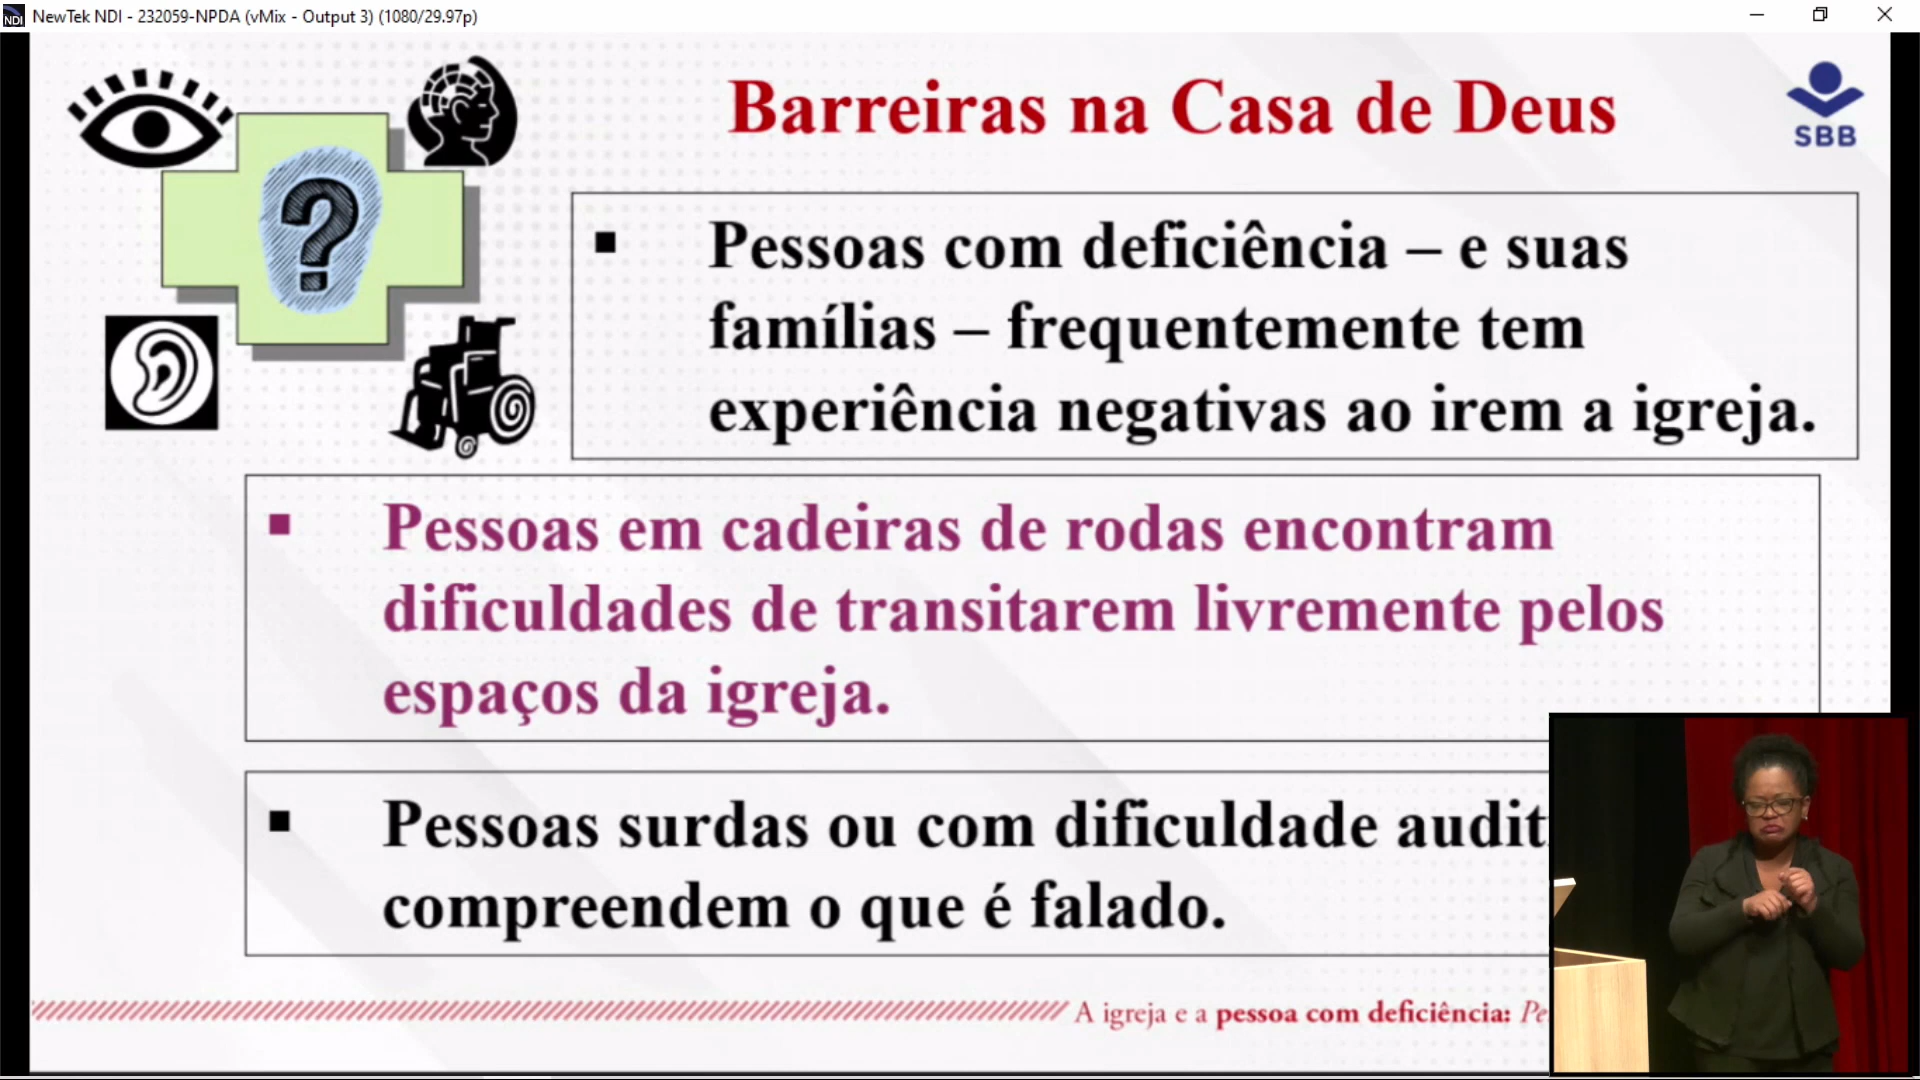 NewTek NDI - 232059-NPDA (vMix - Output 3) (1080/29.97p)
Barreiras na Casa de Deus
SBB
?
▪ Pessoas com deficiência – e suas
famílias – frequentemente tem
experiência negativas ao irem a igreja.
▪ Pessoas em cadeiras de rodas encontram
dificuldades de transitarem livremente pelos
espaços da igreja.
▪ Pessoas surdas ou com dificuldade
compreendem o que é falado.
A igreja e a pessoa com deficiência: